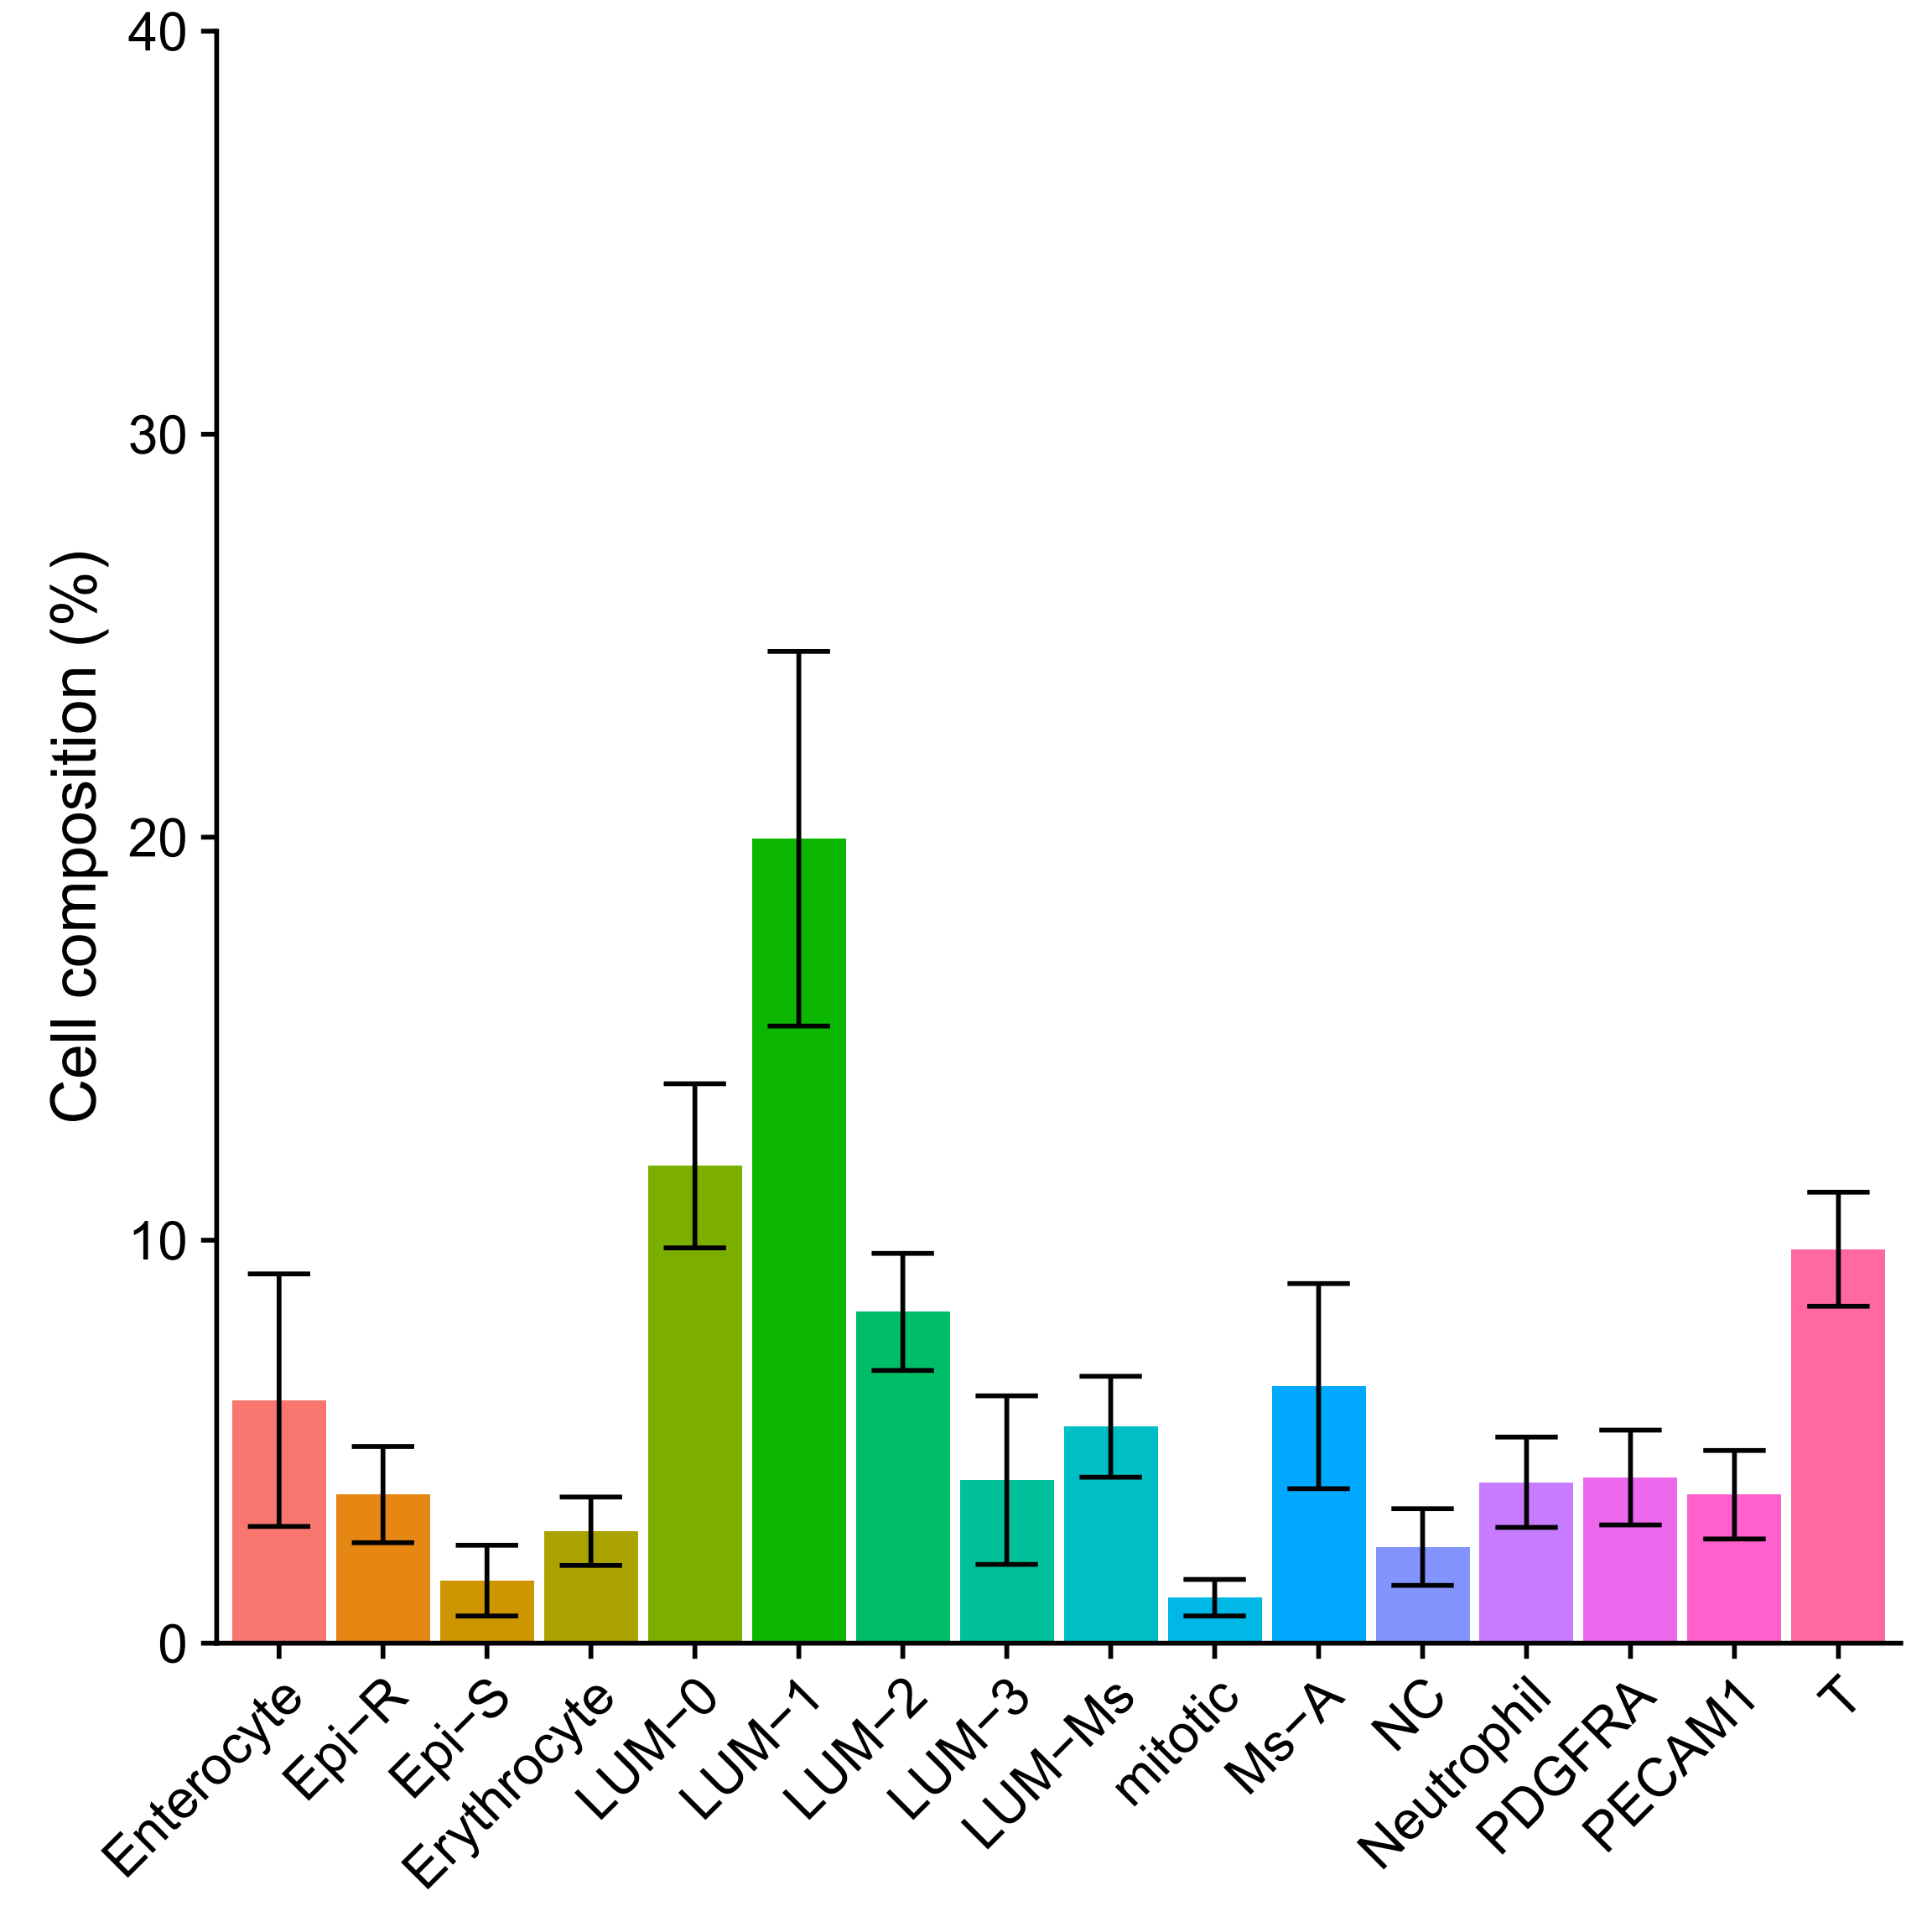 40
30
20
10
0
Cell composition (%)
Enterocyte
Epi−R
Epi−S
Erythrocyte
LUM−0
LUM−1
LUM−2
LUM−3
LUM−Ms
mitotic
Ms−A
NC
Neutrophil
PDGFRA
PECAM1
T